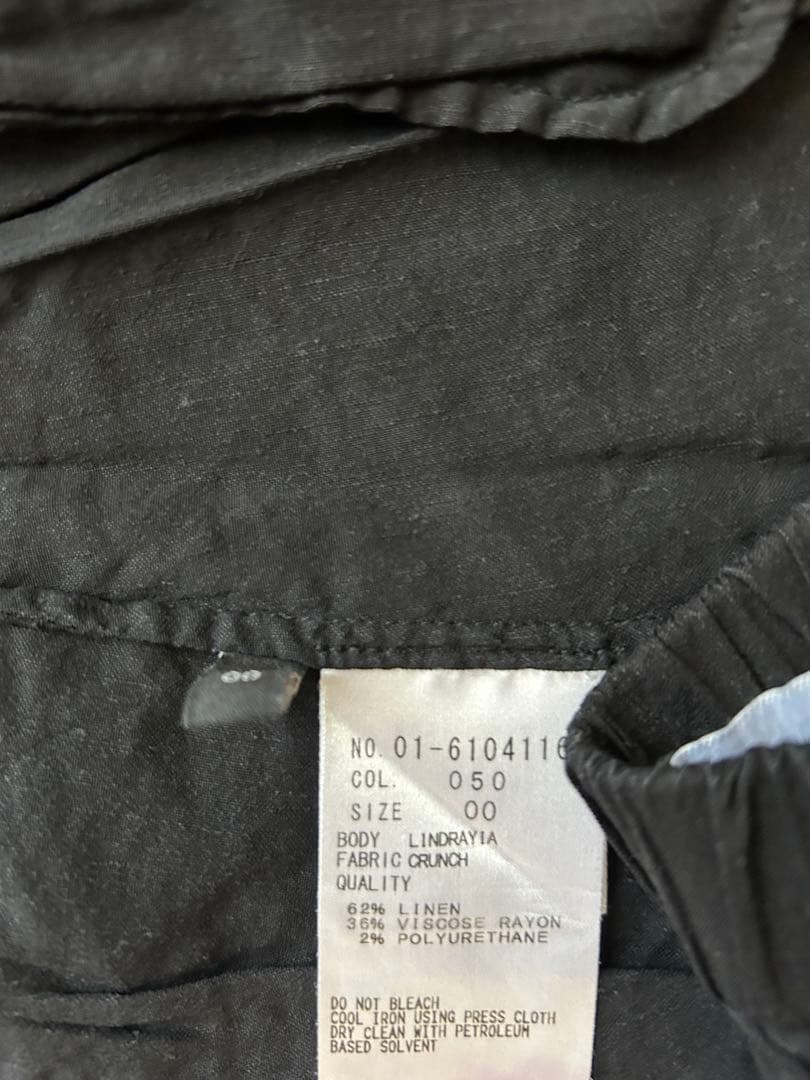 00
NO. 01-6104116
COL. 050
SIZE 00
BODY LINDRAYIA
FABRIC CRUNCH
QUALITY
62% LINEN
36% VISCOSE RAYON
2% POLYURETHANE
DO NOT BLEACH
COOL IRON USING PRESS CLOTH
DRY CLEAN WITH PETROLEUM
BASED SOLVENT